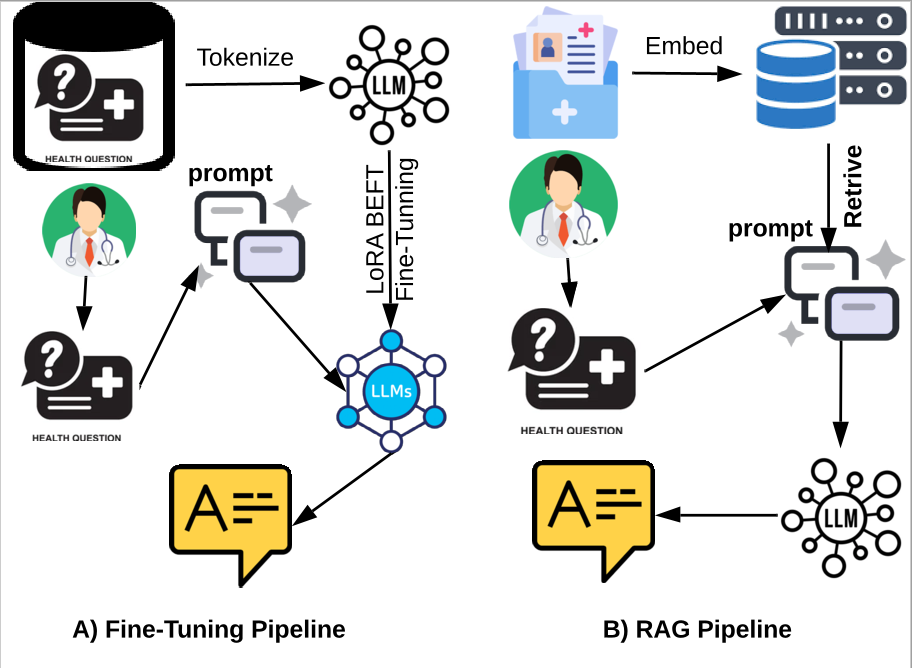 Tokenize
LLM
HEALTH QUESTION
prompt
LoRA BEFT
Fine-Tunning
LLMs
HEALTH QUESTION
A
A) Fine-Tuning Pipeline
Embed
Retrive
prompt
HEALTH QUESTION
LLM
A
B) RAG Pipeline